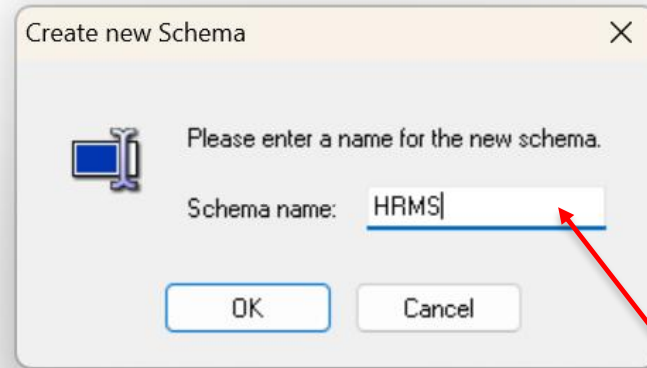 Create new Schema
Please enter a name for the new schema.
Schema name: HRMS
OK Cancel